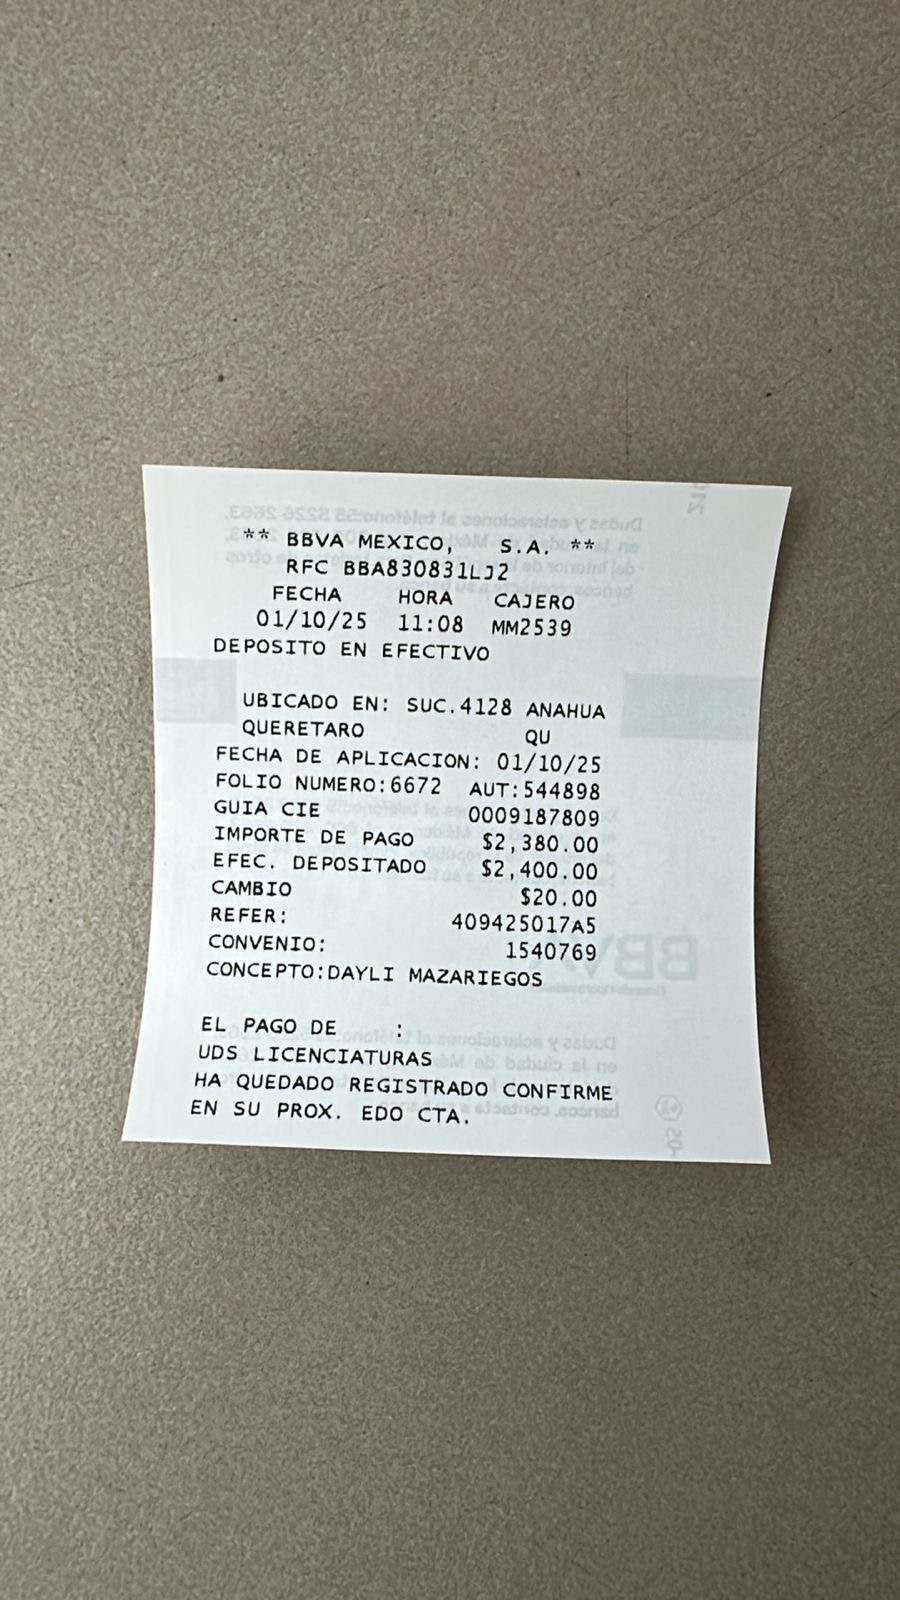 ** BBVA MEXICO, S.A. **
RFC BBA830831LJ2
FECHA HORA CAJERO
01/10/25 11:08 MM2539
DEPOSITO EN EFECTIVO
UBICADO EN: SUC.4128 ANAHUA
QUERETARO QU
FECHA DE APLICACION: 01/10/25
FOLIO NUMERO:6672 AUT:544898
GUIA CIE 0009187809
IMPORTE DE PAGO $2,380.00
EFEC. DEPOSITADO $2,400.00
CAMBIO $20.00
REFER: 409425017A5
CONVENIO: 1540769
CONCEPTO:DAYLI MAZARIEGOS
EL PAGO DE :
UDS LICENCIATURAS
HA QUEDADO REGISTRADO CONFIRME
EN SU PROX. EDO CTA.